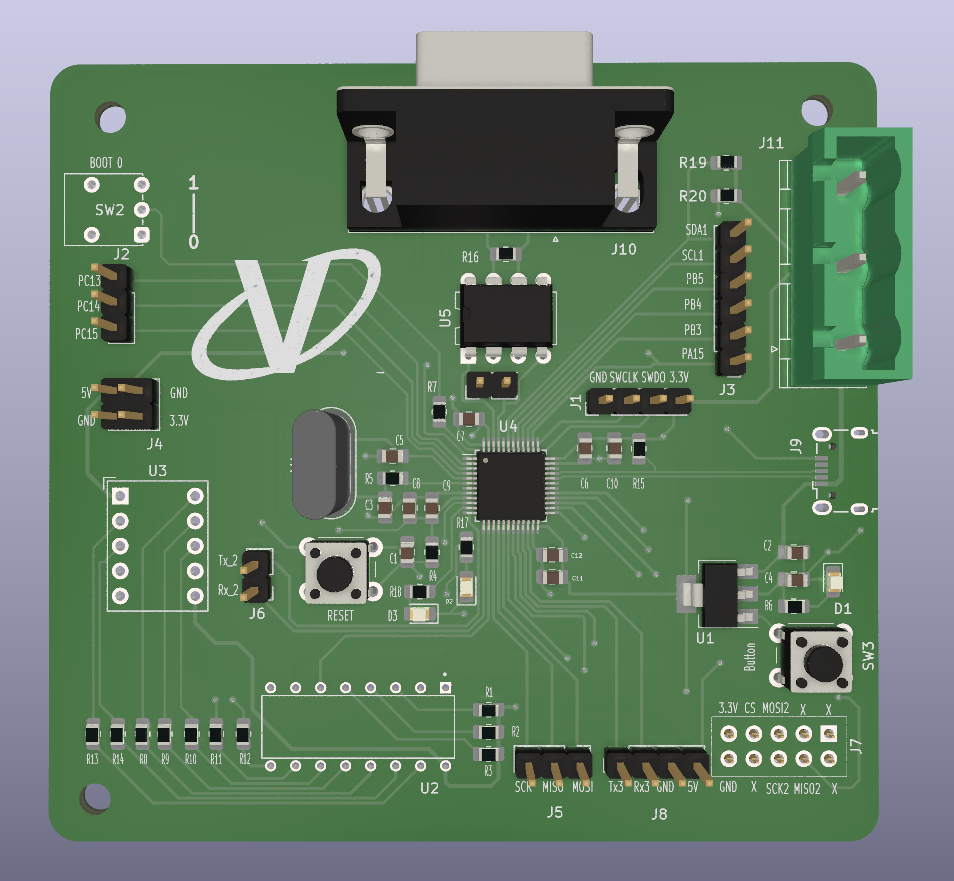 J11
BOOT 0
R19
1
SW2
R20
SDA1
0
J10
J2
R16
SCL1
PC13
PB5
PC14
PB4
U5
PC15
PB3
PA15
GND SWCLK SWDO 3.3V
R7
J3
5V GND
J1
GND 3.3V
U4
J4
C7
C5
J9
U3
R5
C6 C10 R15
C8 C9
C3
R17
Tx_2
C1 R4
C12
C2
C11
C4
Rx_2
R18
D2
R6
J6
RESET
D3
D1
U1
Button
SW3
R1
3.3V CS MOSI2 X X
R2
J7
R3
R13 R14 R8 R9 R10 R11 R12
U2
SCK MISO MOSI
Tx3 Rx3 GND 5V
GND X SCK2 MISO2 X
J5
J8